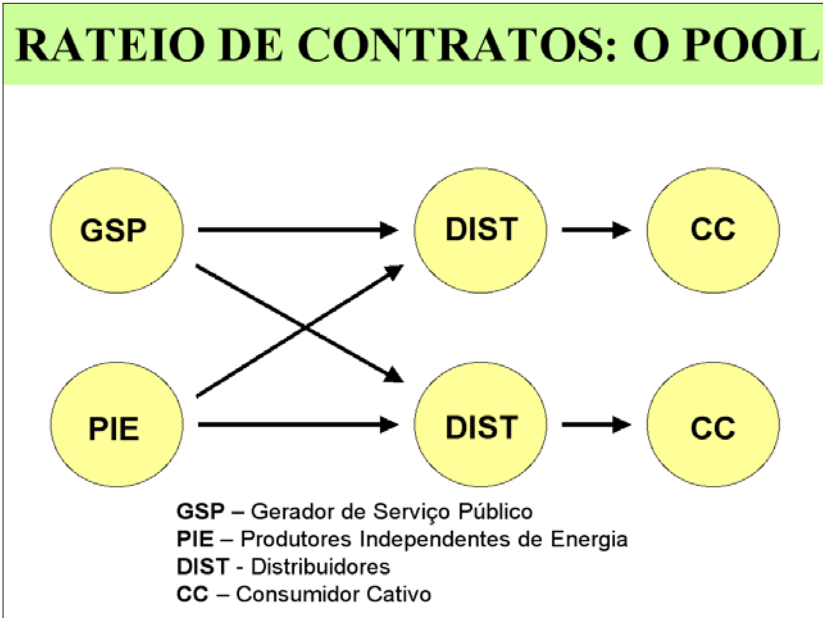 RATEIO DE CONTRATOS: O POOL
GSP
DIST
CC
PIE
DIST
CC
GSP – Gerador de Serviço Público
PIE – Produtores Independentes de Energia
DIST - Distribuidores
CC – Consumidor Cativo